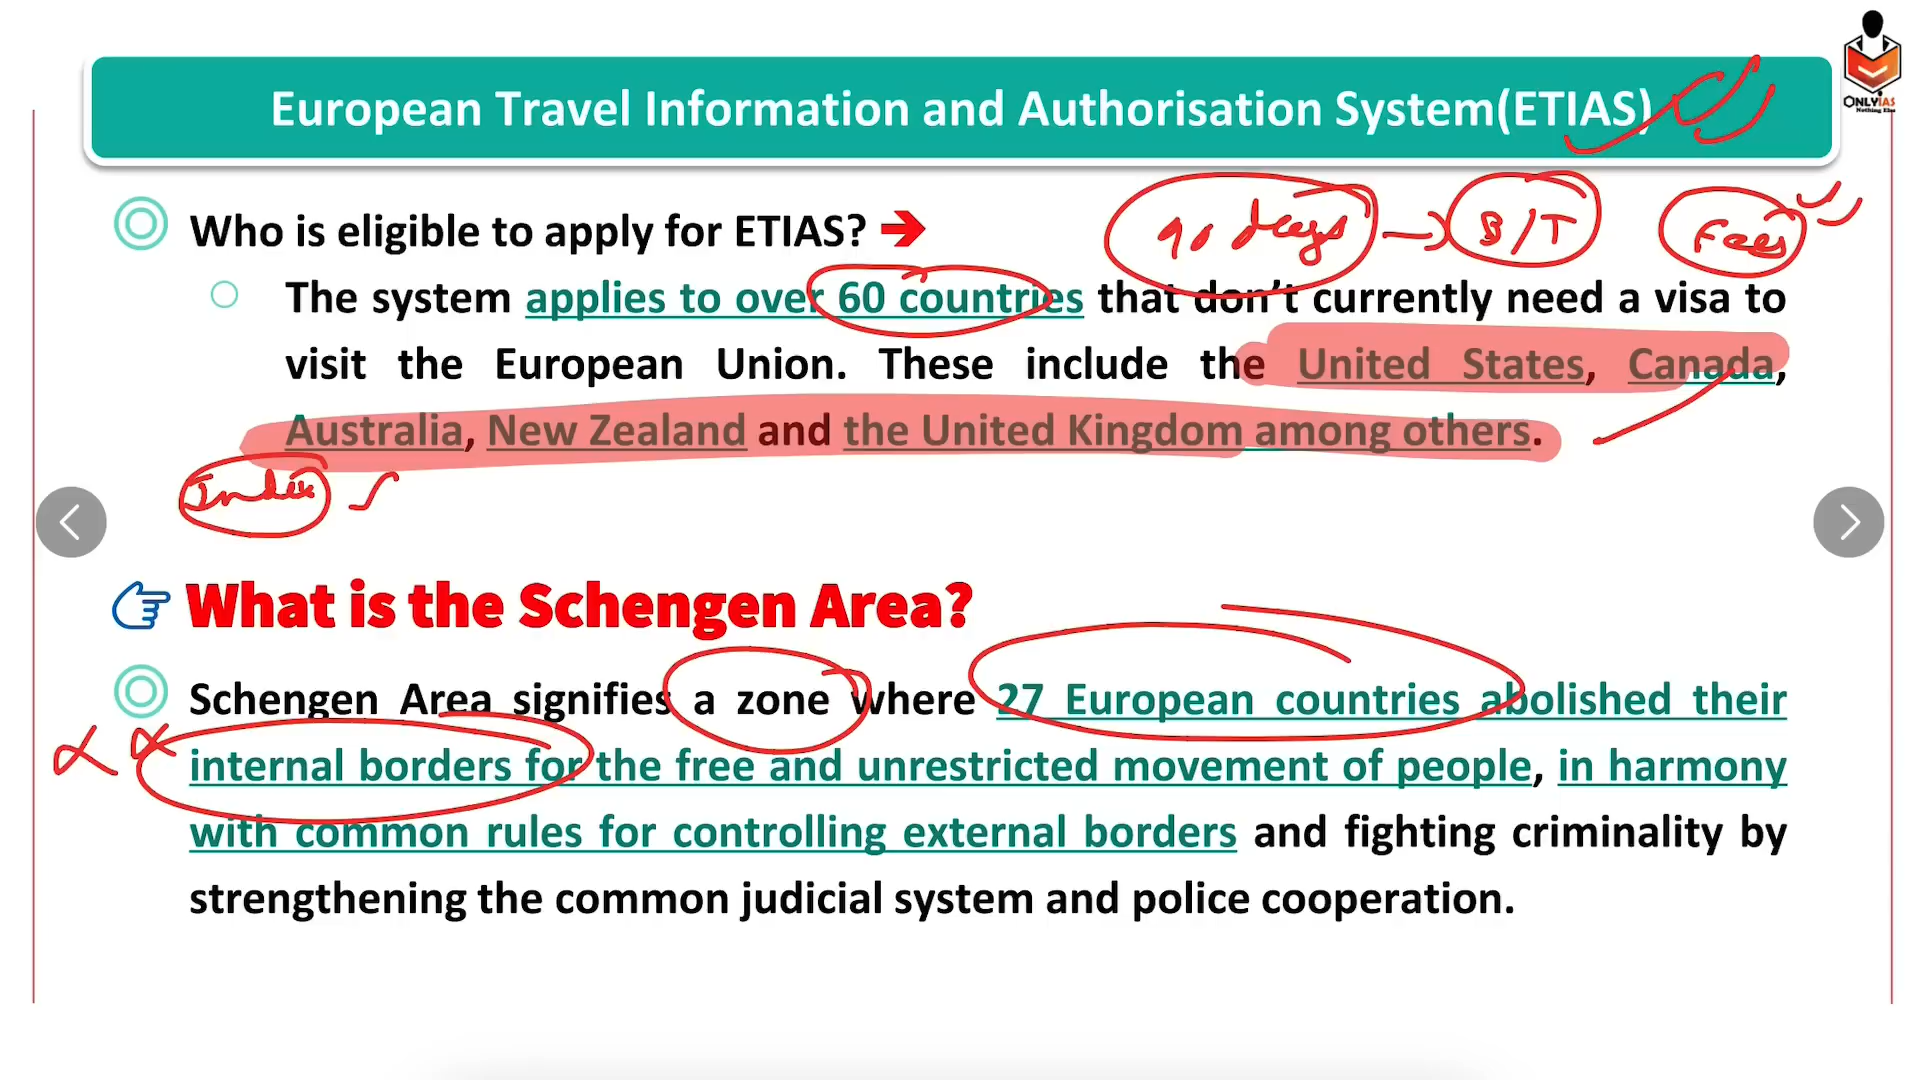 European Travel Information and Authorisation System(ETIAS)
ONLYIAS
Nothing Else
Who is eligible to apply for ETIAS?
90 days → B/T Fees
The system applies to over 60 countries that don't currently need a visa to
visit the European Union. These include the United States, Canada,
Australia, New Zealand and the United Kingdom among others.
What is the Schengen Area?
Schengen Area signifies a zone where 27 European countries abolished their
internal borders for the free and unrestricted movement of people, in harmony
with common rules for controlling external borders and fighting criminality by
strengthening the common judicial system and police cooperation.